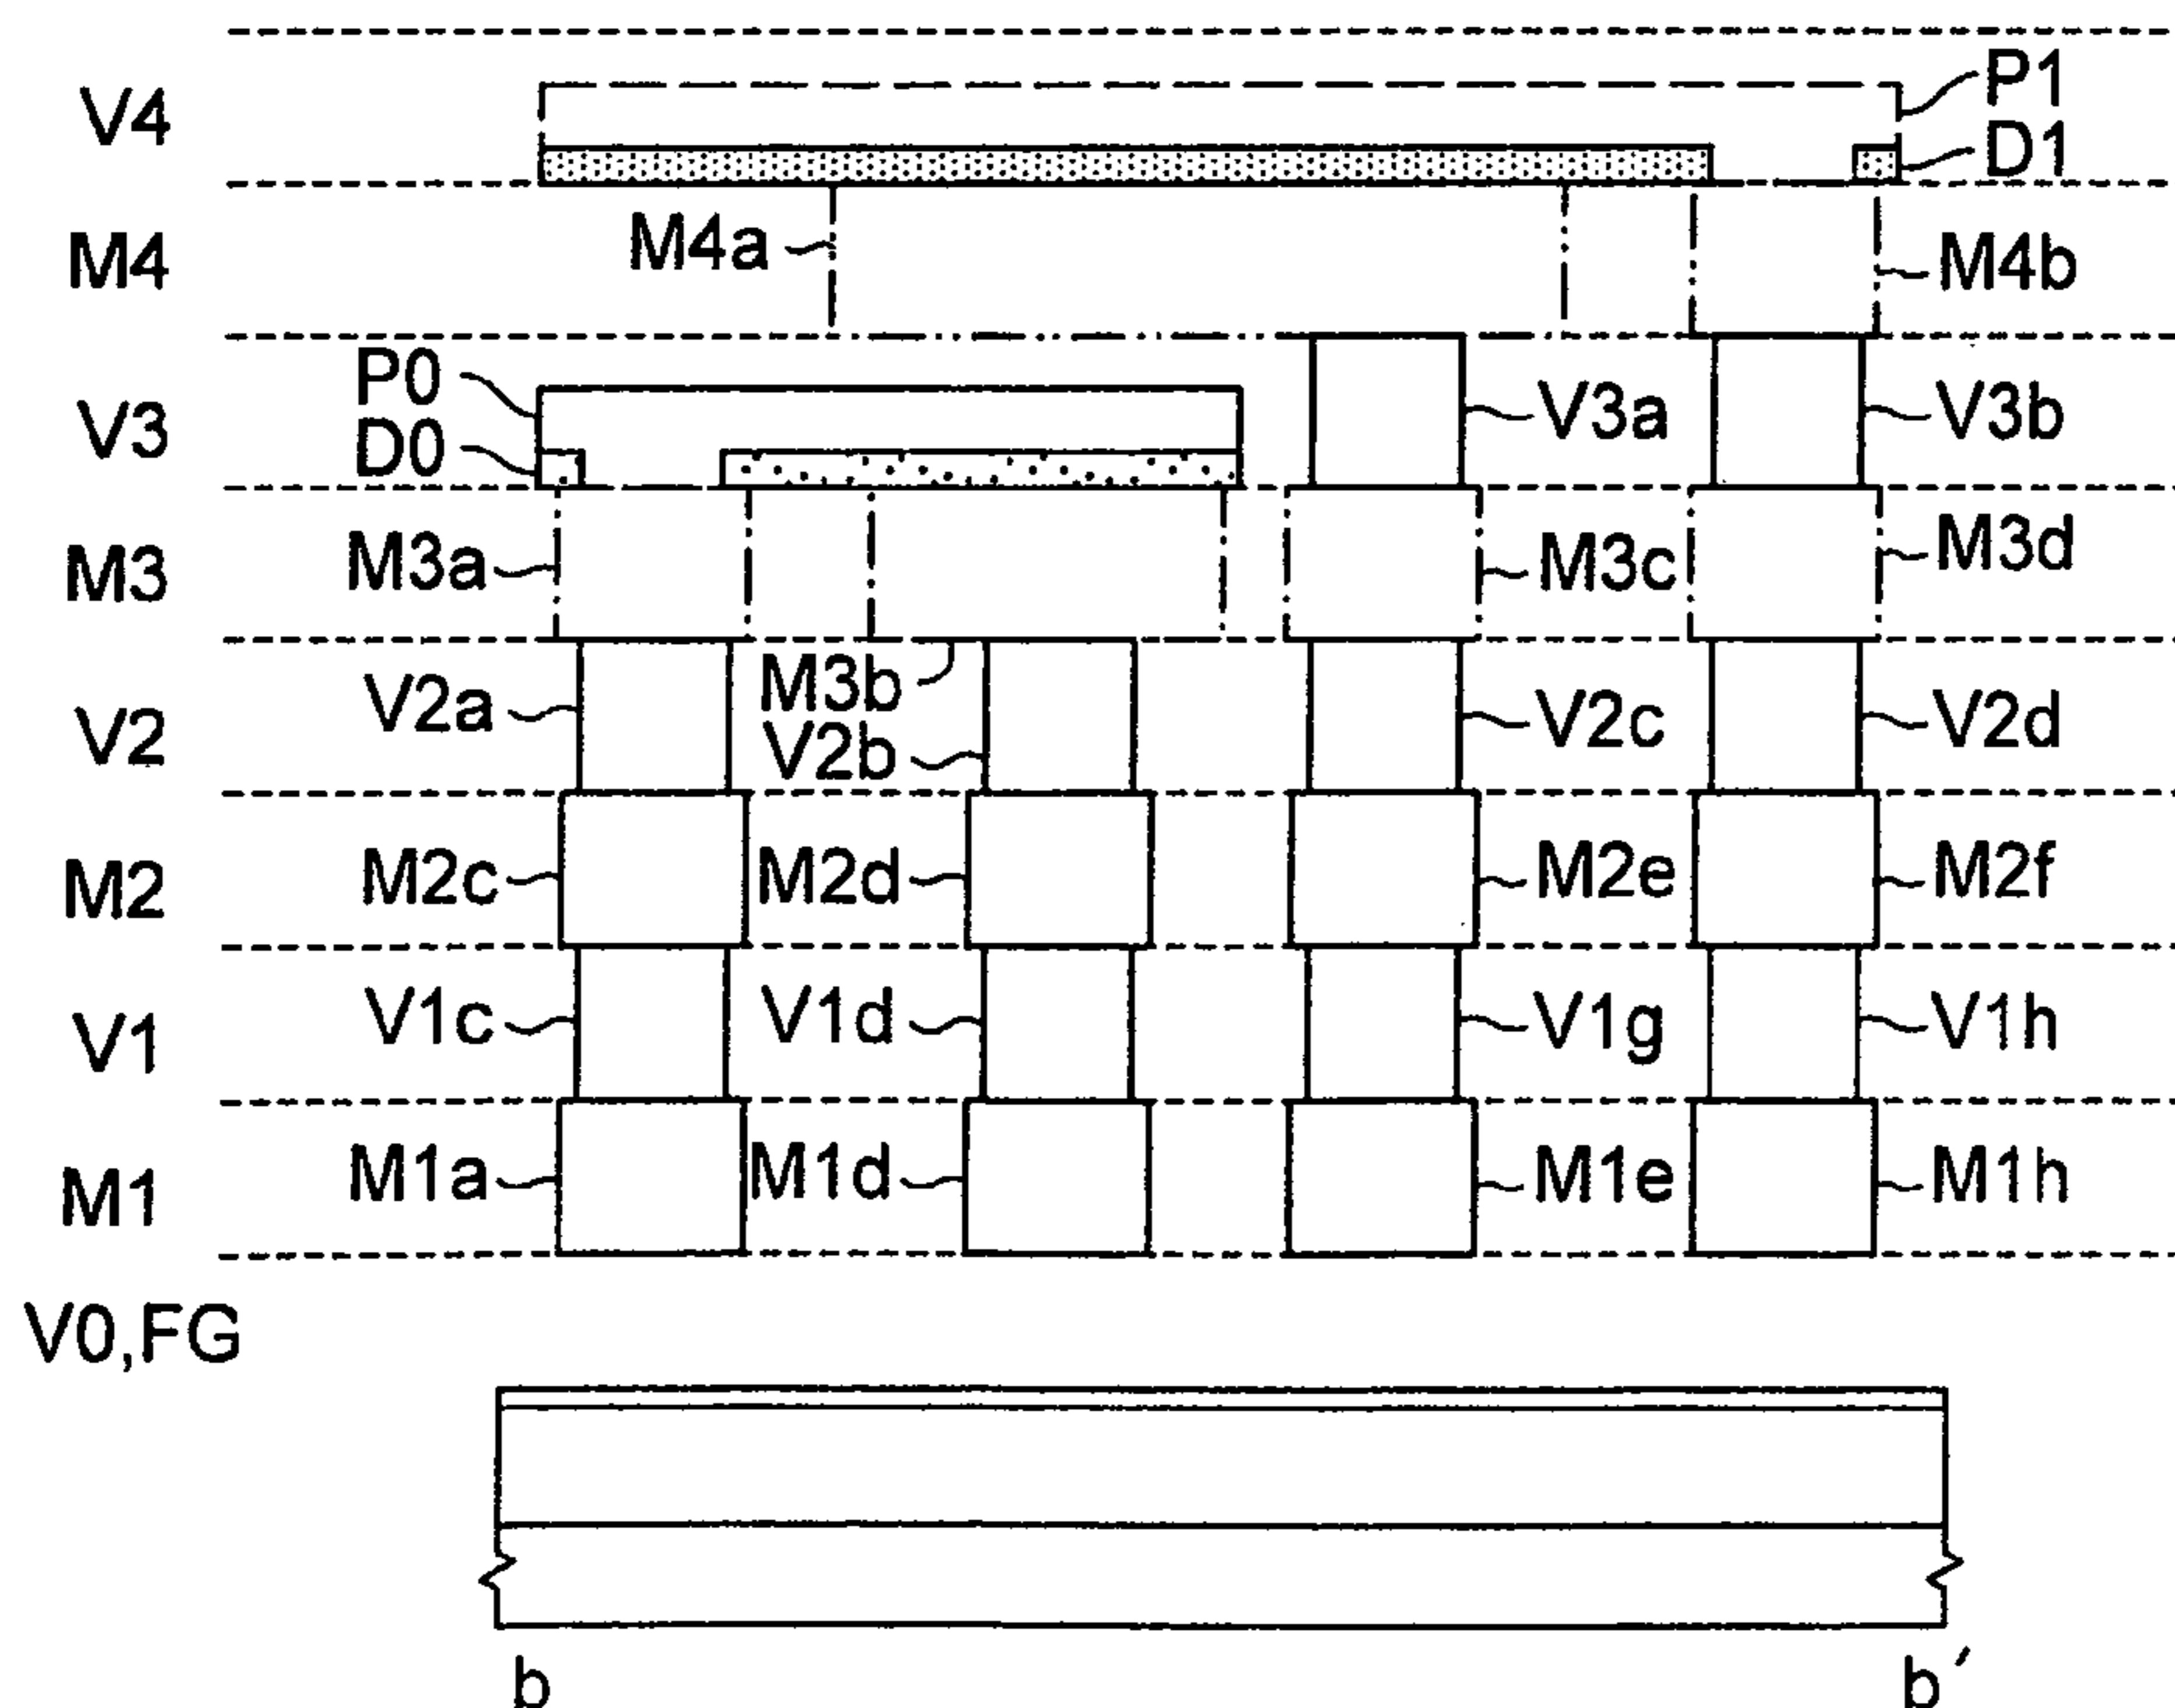 V4
P1
D1
M4
M4a
M4b
V3
P0
D0
V3a
V3b
M3
M3a
M3c
M3d
M3b
V2
V2a
V2b
V2c
V2d
M2
M2c
M2d
M2e
M2f
V1
V1c
V1d
V1g
V1h
M1
M1a
M1d
M1e
M1h
V0,FG
b
b′